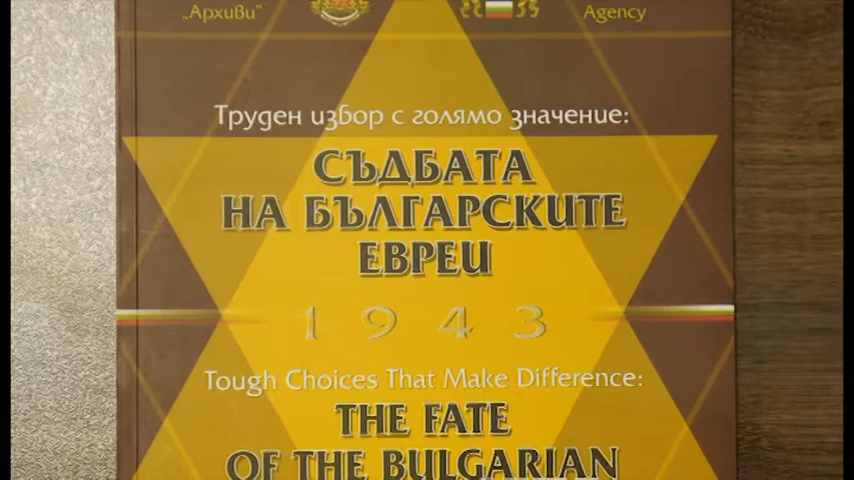 „Архиви”
Agency
Труден избор с голямо значение:
СЪДБАТА
НА БЪЛГАРСКИТЕ
ЕВРЕИ
1943
Tough Choices That Make Difference:
THE FATE
OF THE BULGARIAN